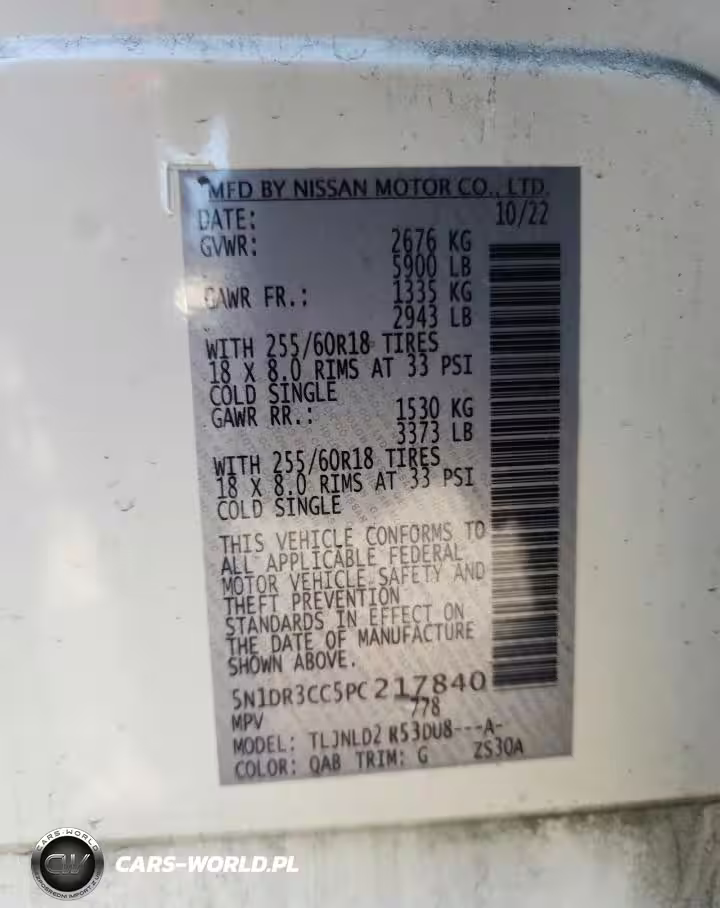 MFD BY NISSAN MOTOR CO., LTD.
DATE: 10/22
GVWR: 2676 KG
5900 LB
GAWR FR.: 1335 KG
2943 LB
WITH 255/60R18 TIRES
18 X 8.0 RIMS AT 33 PSI
COLD SINGLE
GAWR RR.: 1530 KG
3373 LB
WITH 255/60R18 TIRES
18 X 8.0 RIMS AT 33 PSI
COLD SINGLE
THIS VEHICLE CONFORMS TO
ALL APPLICABLE FEDERAL
MOTOR VEHICLE SAFETY AND
THEFT PREVENTION
STANDARDS IN EFFECT ON
THE DATE OF MANUFACTURE
SHOWN ABOVE.
5N1DR3CC5PC217840
MPV 778
MODEL: TLJNLD2 R53DU8---A-
COLOR: QAB TRIM: G ZS30A
CARS-WORLD
CW
CARS-WORLD.PL